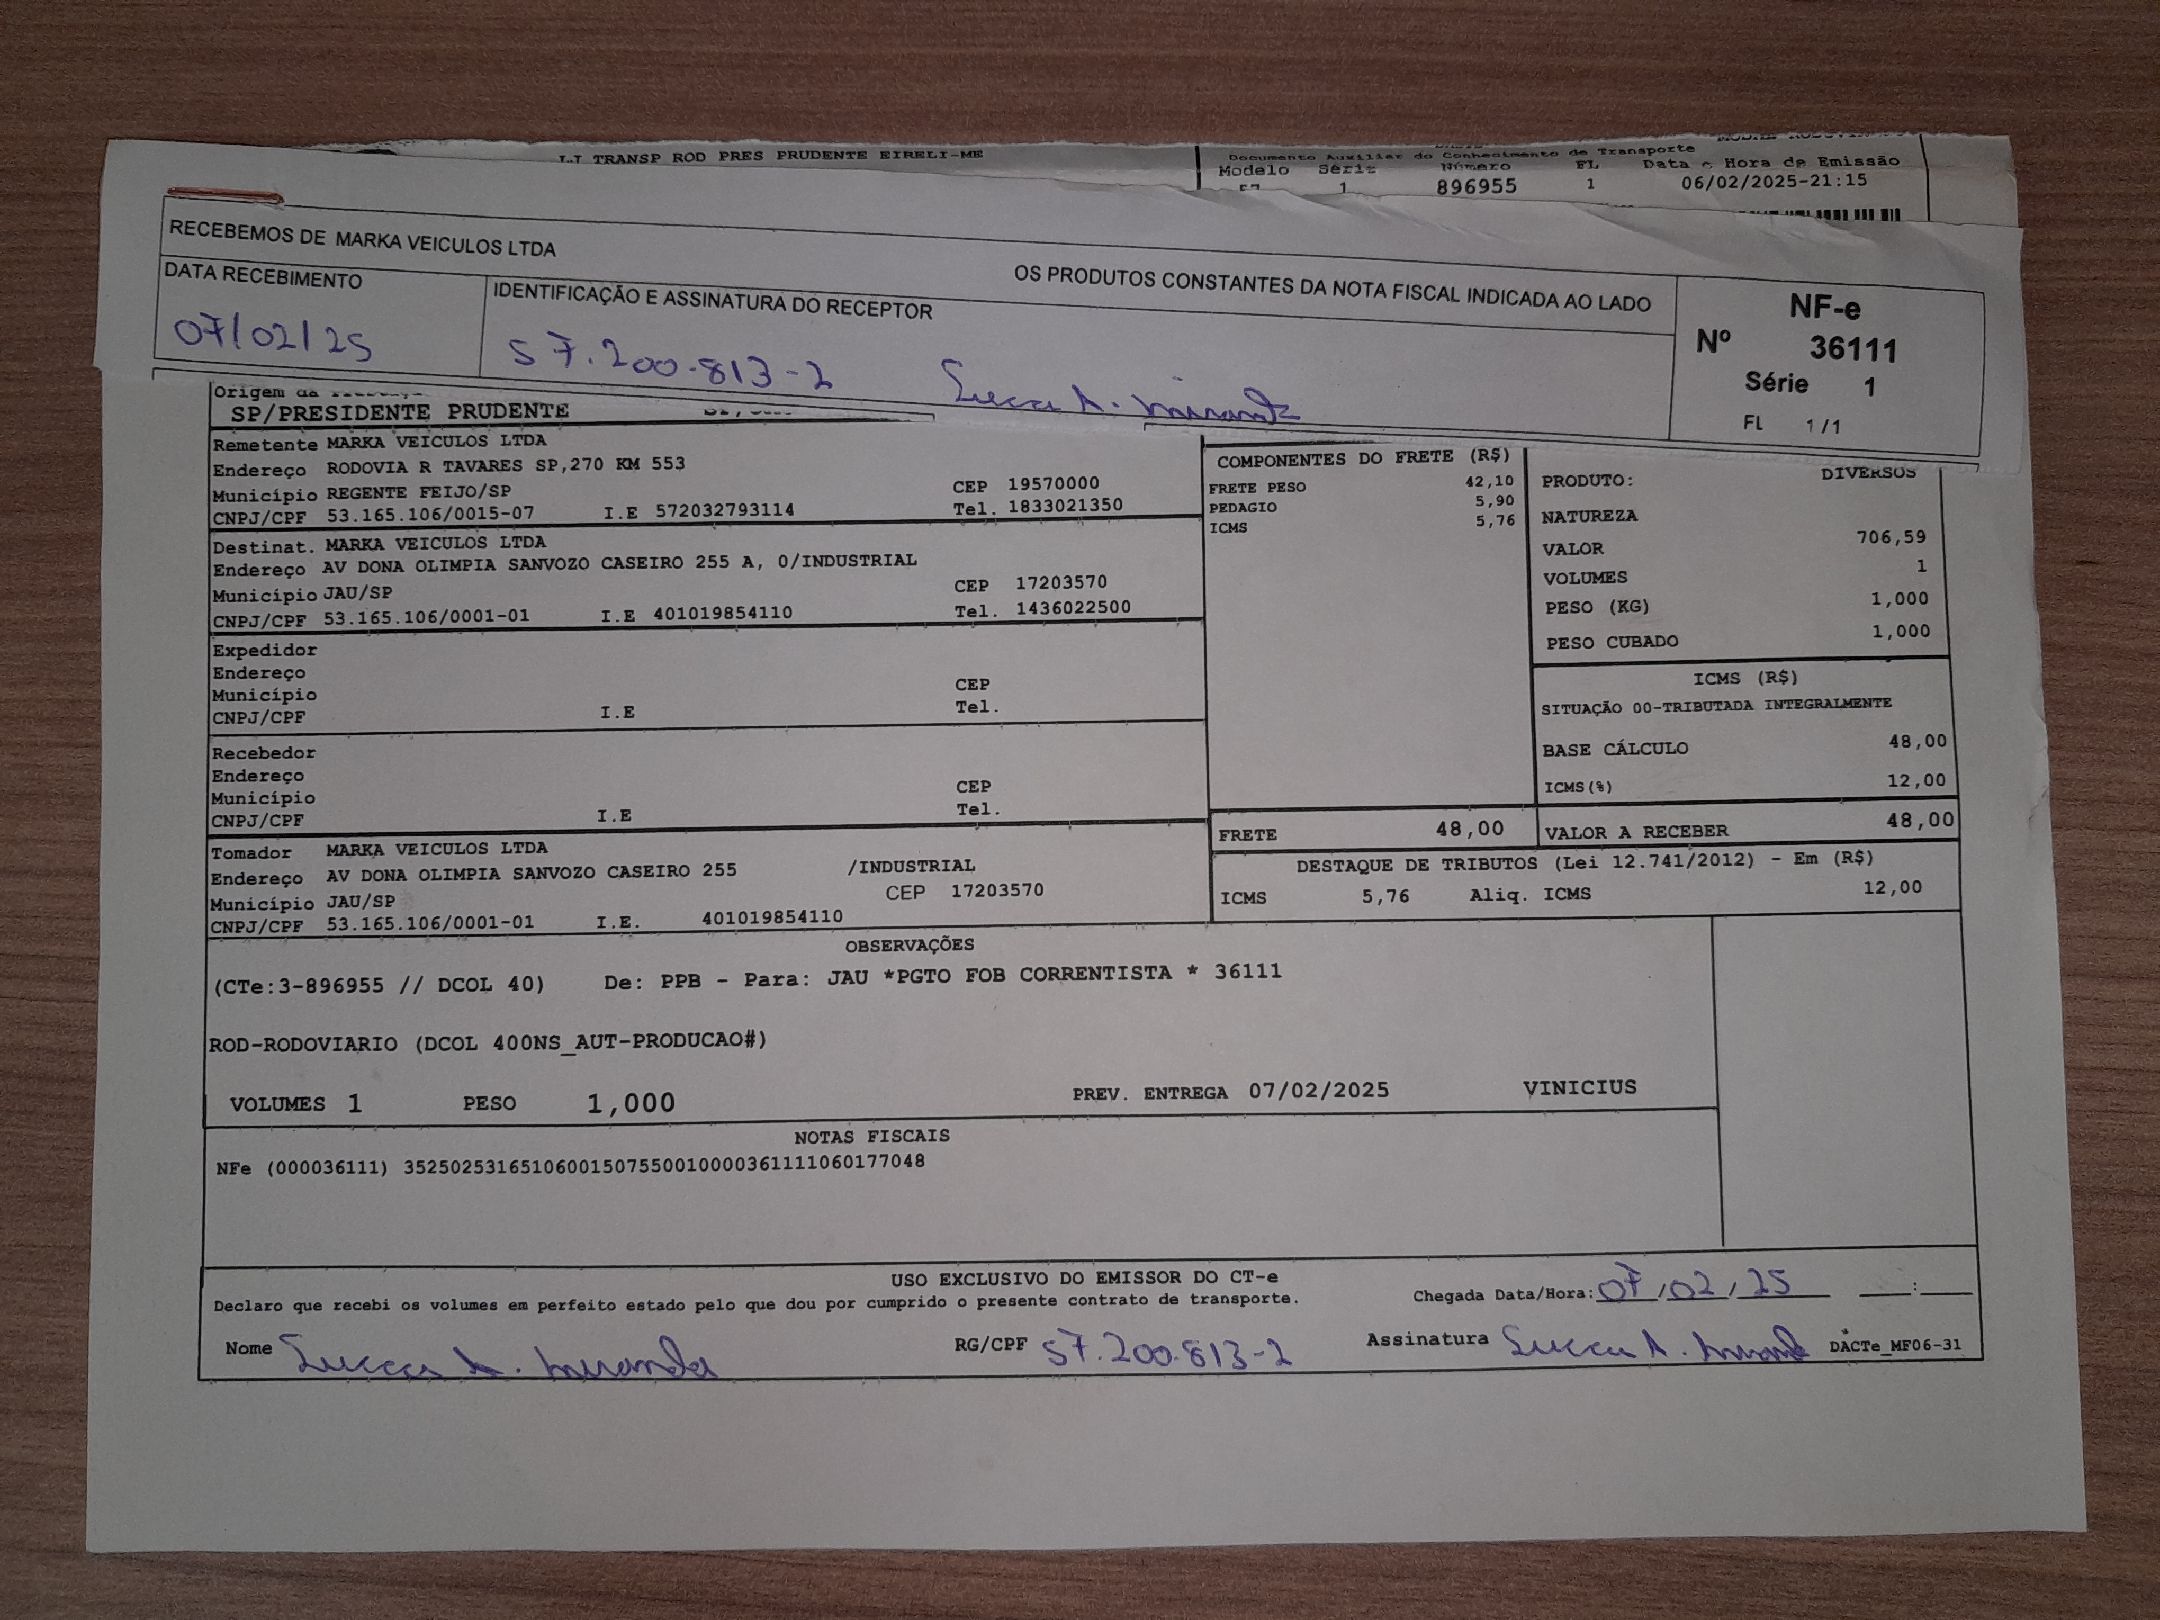 TRANSP ROD PRES PRUDENTE EIRELI-ME
Documento Auxiliar do Conhecimento de Transporte
Modelo Série Número FL Data e Hora de Emissão
1 896955 1 06/02/2025-21:15
RECEBEMOS DE MARKA VEICULOS LTDA
OS PRODUTOS CONSTANTES DA NOTA FISCAL INDICADA AO LADO
DATA RECEBIMENTO
07/02/25
IDENTIFICAÇÃO E ASSINATURA DO RECEPTOR
57.200.813-2 Lucca A. Miranda
NF-e
Nº 36111
Série 1
FL 1/1
Origem da
SP/PRESIDENTE PRUDENTE
Remetente MARKA VEICULOS LTDA
Endereço RODOVIA R TAVARES SP,270 KM 553
Município REGENTE FEIJO/SP CEP 19570000
CNPJ/CPF 53.165.106/0015-07 I.E 572032793114 Tel. 1833021350
Destinat. MARKA VEICULOS LTDA
Endereço AV DONA OLIMPIA SANVOZO CASEIRO 255 A, 0/INDUSTRIAL
Município JAU/SP CEP 17203570
CNPJ/CPF 53.165.106/0001-01 I.E 401019854110 Tel. 1436022500
Expedidor
Endereço
Município CEP
CNPJ/CPF I.E Tel.
Recebedor
Endereço
Município CEP
CNPJ/CPF I.E Tel.
Tomador MARKA VEICULOS LTDA
Endereço AV DONA OLIMPIA SANVOZO CASEIRO 255 /INDUSTRIAL
Município JAU/SP CEP 17203570
CNPJ/CPF 53.165.106/0001-01 I.E. 401019854110
COMPONENTES DO FRETE (R$)
FRETE PESO 42,10
PEDAGIO 5,90
ICMS 5,76
PRODUTO: DIVERSOS
NATUREZA
VALOR 706,59
VOLUMES 1
PESO (KG) 1,000
PESO CUBADO 1,000
ICMS (R$)
SITUAÇÃO 00-TRIBUTADA INTEGRALMENTE
BASE CÁLCULO 48,00
ICMS(%) 12,00
FRETE 48,00 VALOR A RECEBER 48,00
DESTAQUE DE TRIBUTOS (Lei 12.741/2012) - Em (R$)
ICMS 5,76 Aliq. ICMS 12,00
OBSERVAÇÕES
(CTe:3-896955 // DCOL 40) De: PPB - Para: JAU *PGTO FOB CORRENTISTA * 36111
ROD-RODOVIARIO (DCOL 400NS_AUT-PRODUCAO#)
VOLUMES 1 PESO 1,000 PREV. ENTREGA 07/02/2025 VINICIUS
NOTAS FISCAIS
NFe (000036111) 35250253165106001507550010000361111060177048
USO EXCLUSIVO DO EMISSOR DO CT-e
Declaro que recebi os volumes em perfeito estado pelo que dou por cumprido o presente contrato de transporte. Chegada Data/Hora: 07/02/25 :
Nome Lucca A. Miranda RG/CPF 57.200.813-2 Assinatura Lucca A. Miranda DACTe_MF06-31